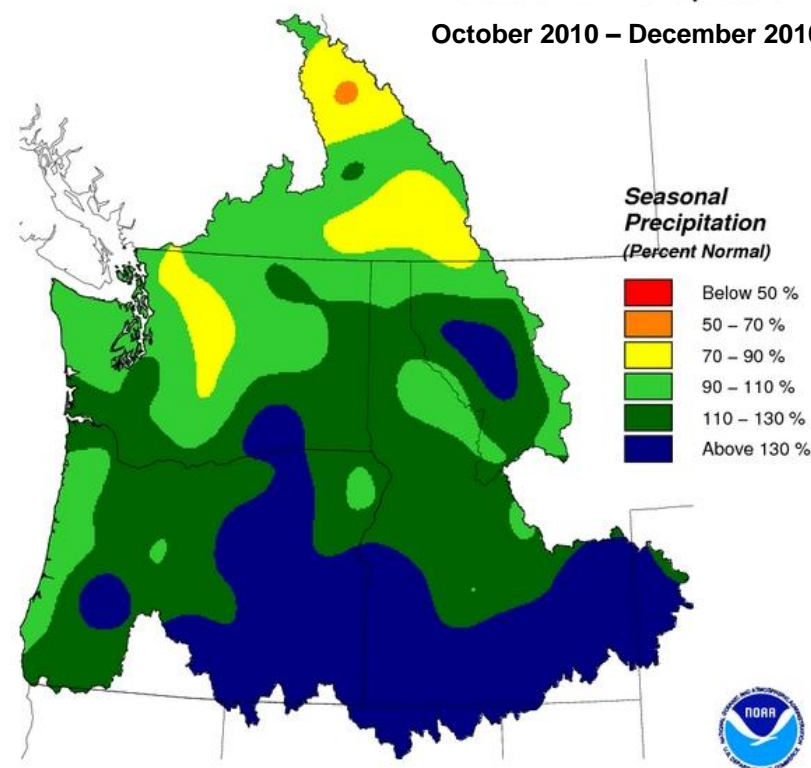 October 2010 – December 2010
Seasonal
Precipitation
(Percent Normal)
Below 50 %
50 – 70 %
70 – 90 %
90 – 110 %
110 – 130 %
Above 130 %
NOAA